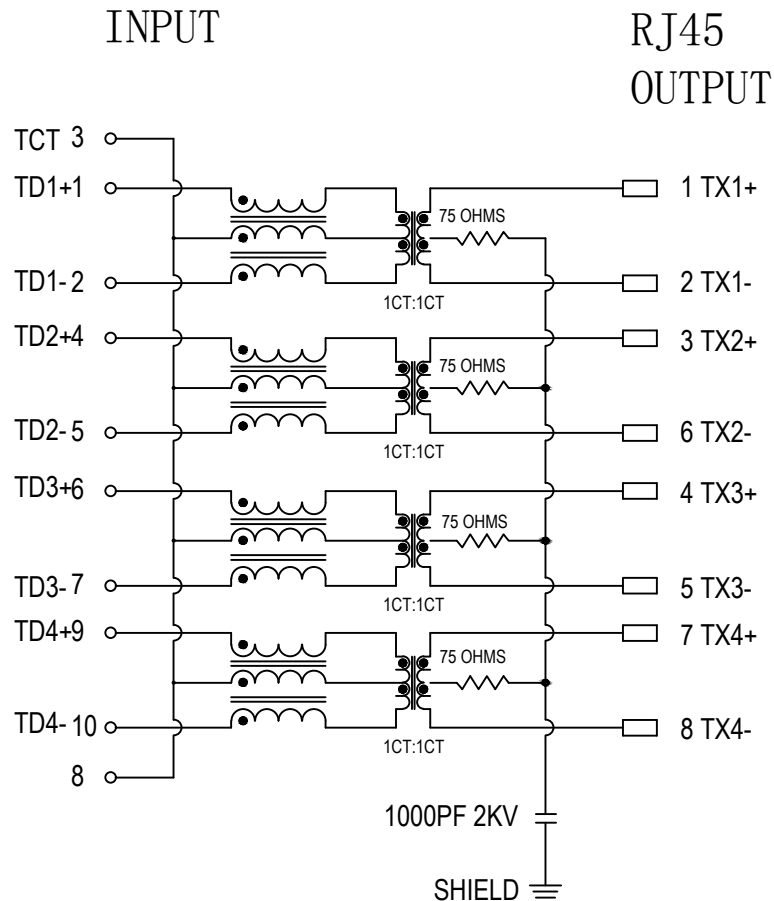 INPUT
RJ45
OUTPUT
TCT 3
TD1+1
75 OHMS
1 TX1+
TD1- 2
2 TX1-
1CT:1CT
TD2+4
75 OHMS
3 TX2+
TD2- 5
6 TX2-
1CT:1CT
TD3+6
75 OHMS
4 TX3+
TD3- 7
5 TX3-
1CT:1CT
TD4+9
75 OHMS
7 TX4+
TD4- 10
8 TX4-
1CT:1CT
8
1000PF 2KV
SHIELD